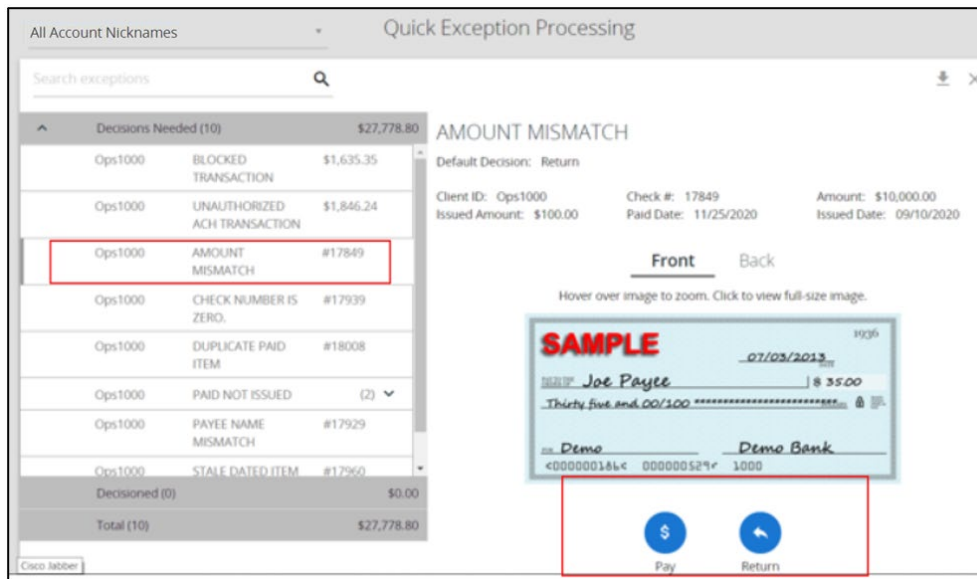 All Account Nicknames
Quick Exception Processing
Search exceptions
Decisions Needed (10) $27,778.80
Ops1000 BLOCKED TRANSACTION $1,635.35
Ops1000 UNAUTHORIZED ACH TRANSACTION $1,846.24
Ops1000 AMOUNT MISMATCH #17849
Ops1000 CHECK NUMBER IS ZERO. #17939
Ops1000 DUPLICATE PAID ITEM #18008
Ops1000 PAID NOT ISSUED (2)
Ops1000 PAYEE NAME MISMATCH #17929
Ops1000 STALE DATED ITEM #17960
Decisioned (0) $0.00
Total (10) $27,778.80
Cisco Jabber
AMOUNT MISMATCH
Default Decision: Return
Client ID: Ops1000 Check #: 17849 Amount: $10,000.00
Issued Amount: $100.00 Paid Date: 11/25/2020 Issued Date: 09/10/2020
Front Back
Hover over image to zoom. Click to view full-size image.
SAMPLE
1936
07/03/2013
Joe Payee $ 35.00
Thirty five and 00/100
Demo Demo Bank
1000
$
Pay Return